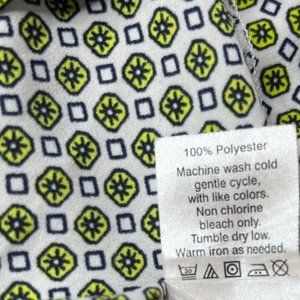 100% Polyester
Machine wash cold
gentle cycle,
with like colors.
Non chlorine
bleach only.
Tumble dry low.
Warm iron as needed.